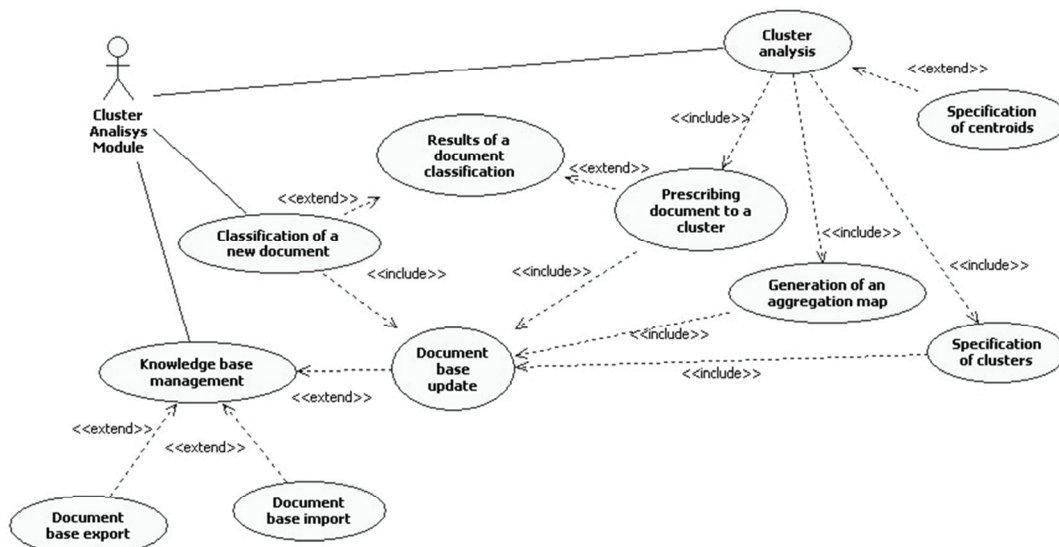 Cluster
analysis
<<extend>>
Cluster
Analisys
Module
Specification
of centroids
<<include>>
Results of a
document
classification
<<extend>>
<<extend>>
Prescribing
document to a
cluster
Classification of a
new document
<<include>>
<<include>>
<<include>>
<<include>>
Generation of an
aggregation map
<<include>>
Specification
of clusters
Document
base
update
Knowledge base
management
<<include>>
<<extend>>
<<extend>>
<<extend>>
Document
base import
Document
base export